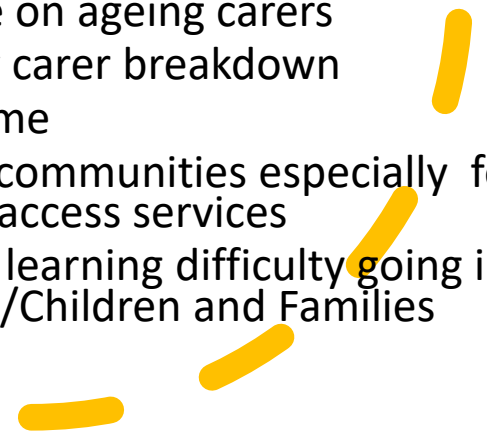 e on ageing carers
carer breakdown
me
communities especially f
access services
learning difficulty going i
/Children and Families